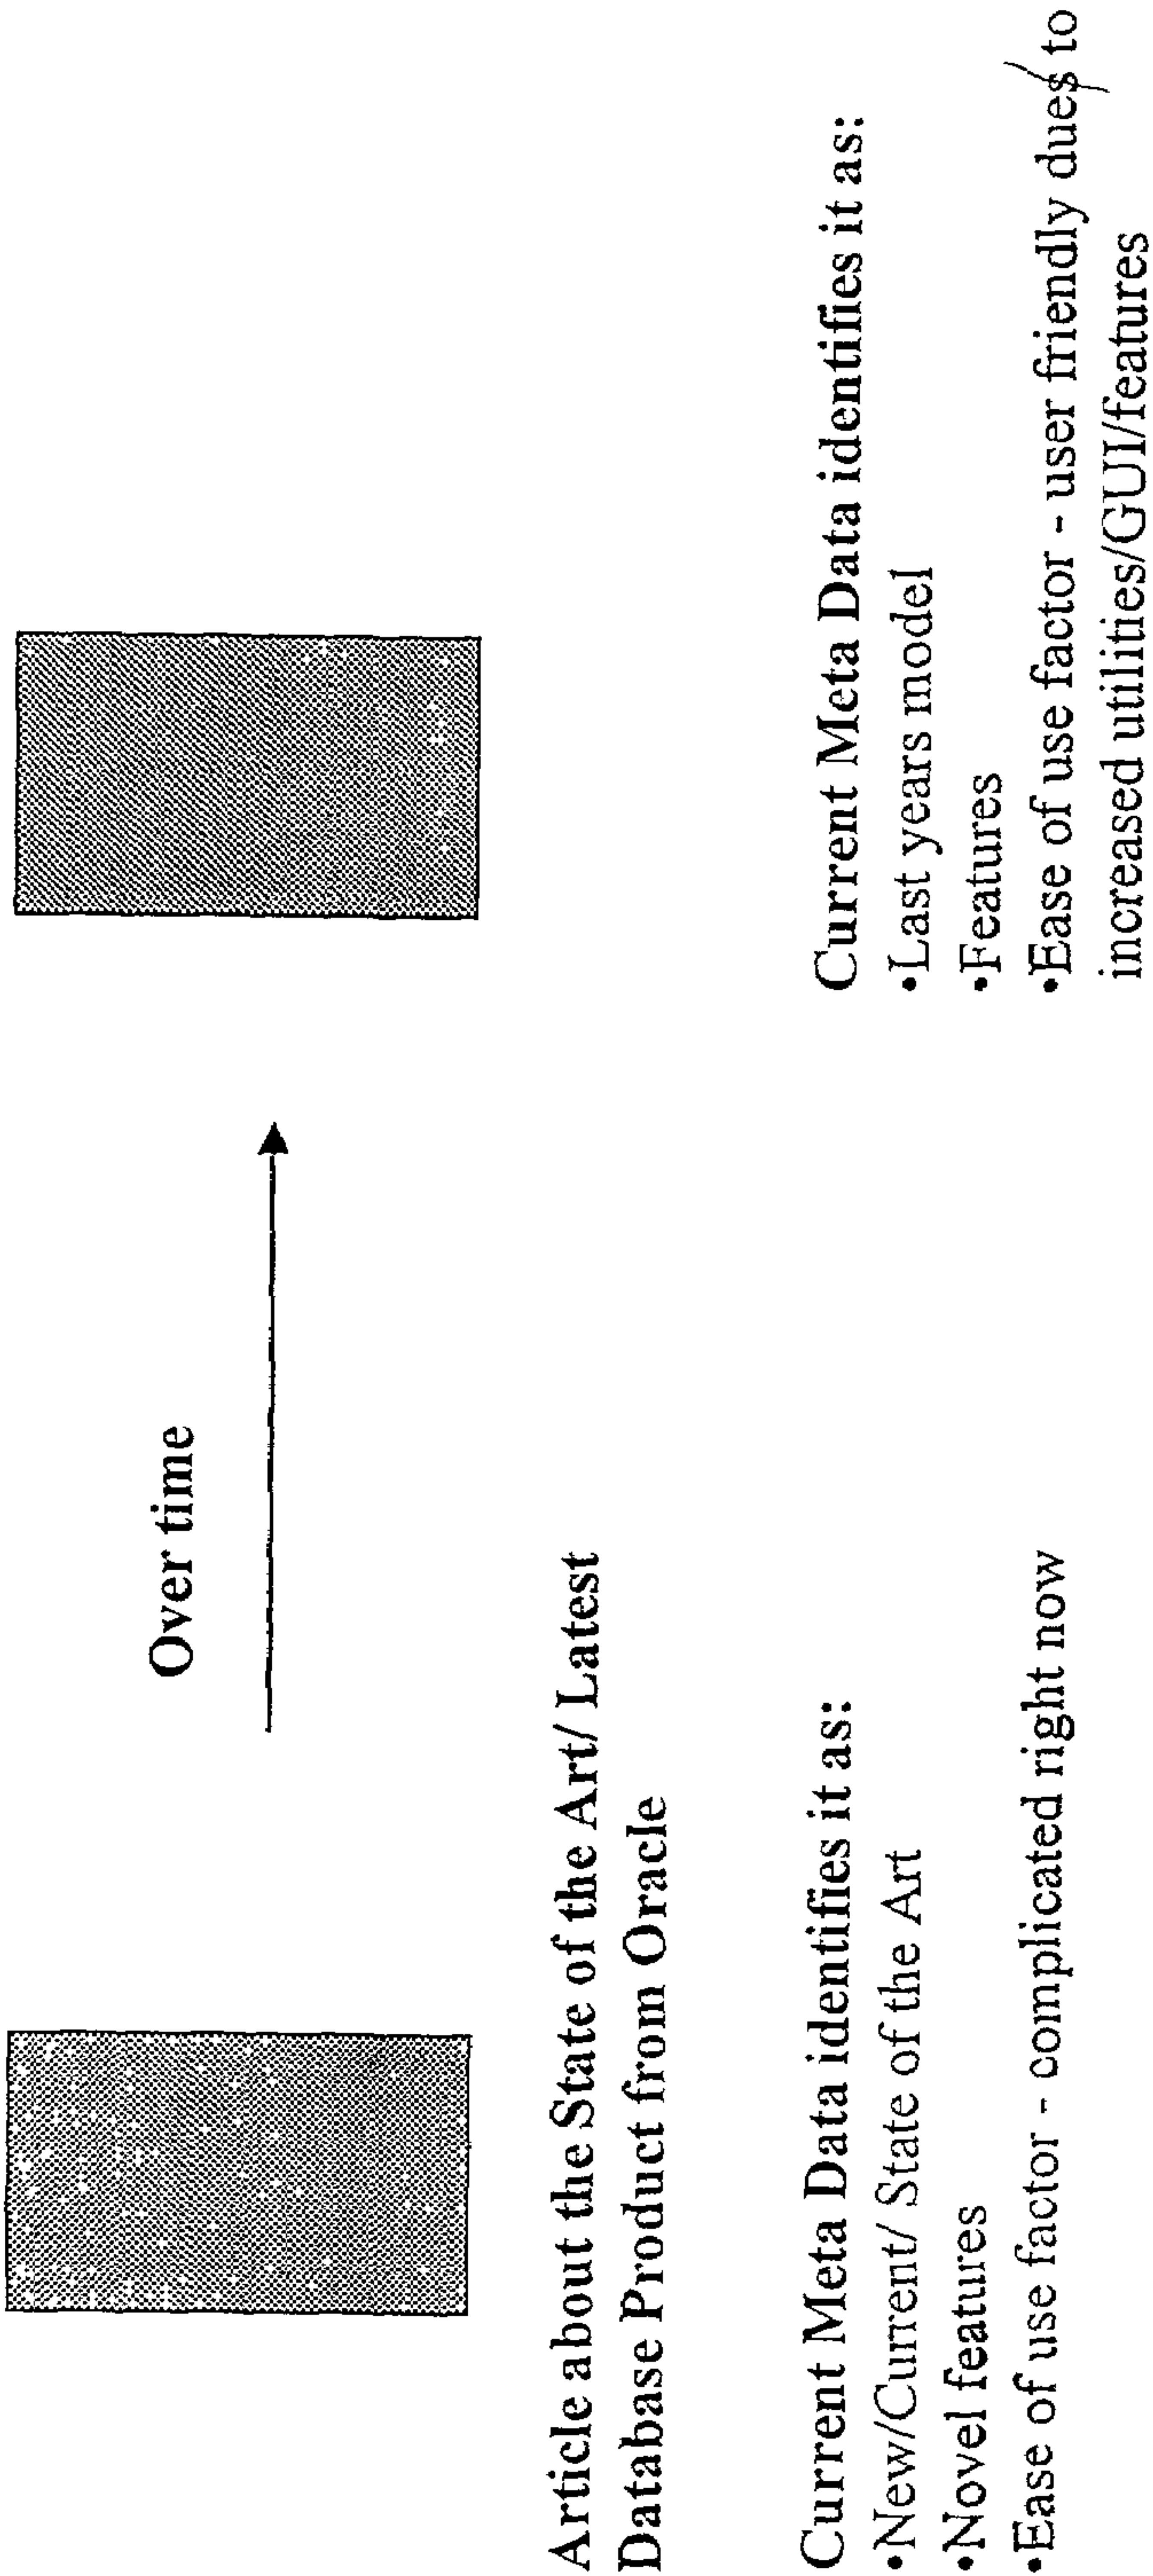 Over time
Article about the State of the Art/ Latest
Database Product from Oracle
Current Meta Data identifies it as:
•New/Current/ State of the Art
•Novel features
•Ease of use factor - complicated right now
Current Meta Data identifies it as:
•Last years model
•Features
•Ease of use factor - user friendly dues to
increased utilities/GUI/features